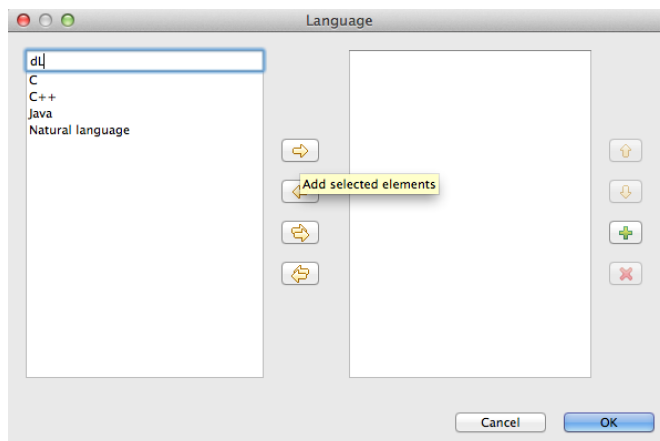 Language
dL
C
C++
Java
Natural language
Add selected elements
Cancel
OK